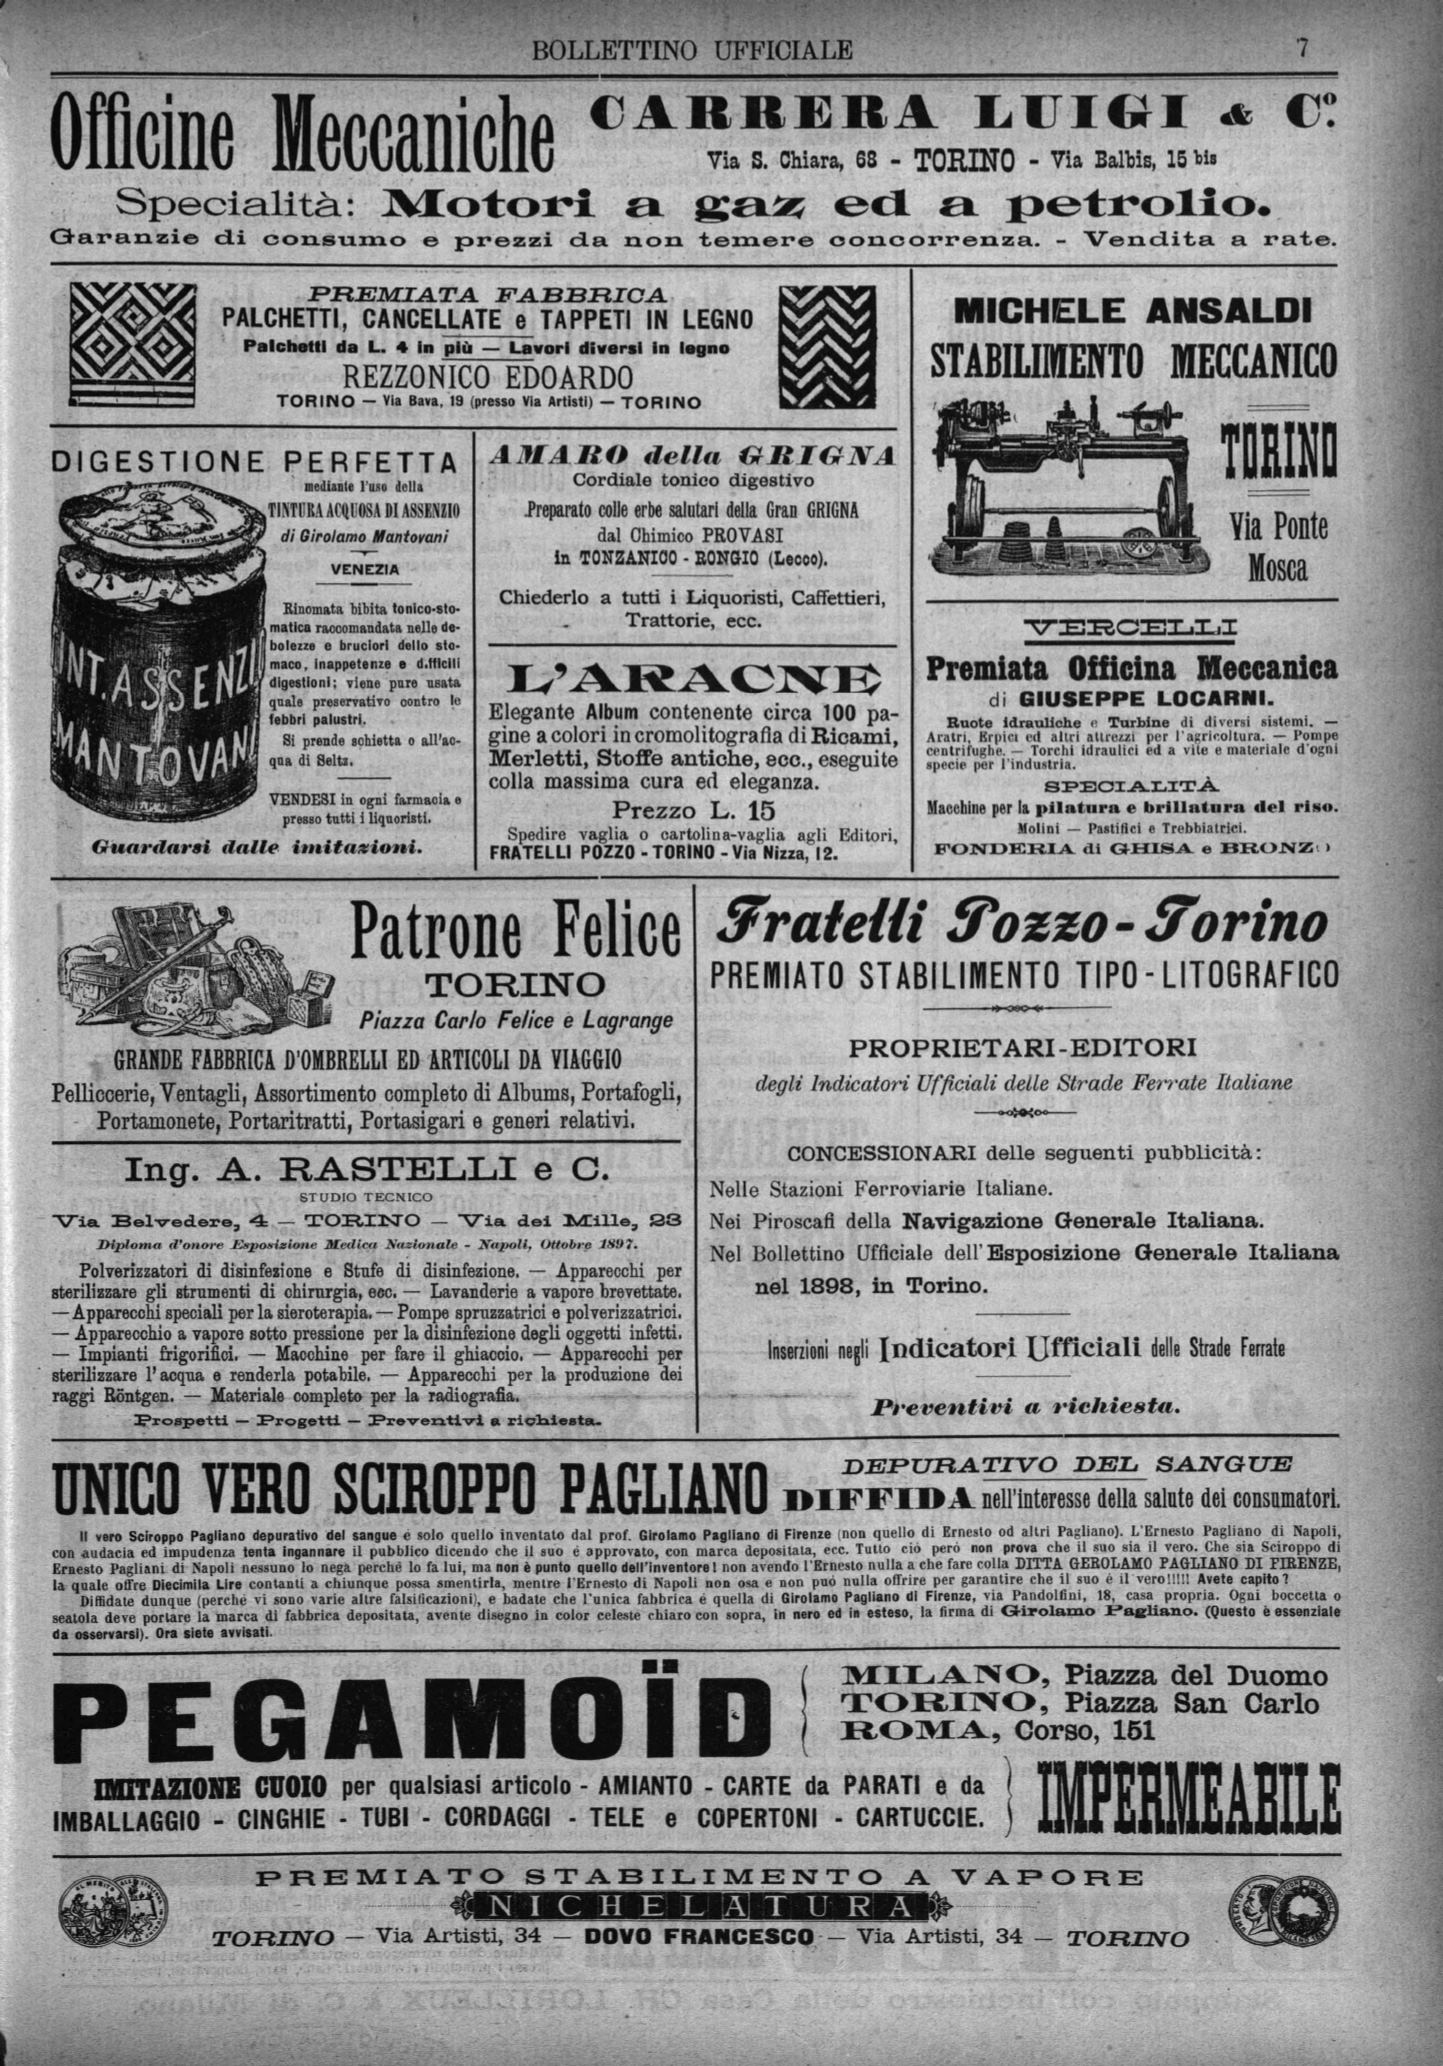 BOLLETTINO UFFICIALE 7
Officine Meccaniche CARRERA LUIGI & Cº.
Via S. Chiara, 63 - TORINO - Via Balbis, 15 bis
Specialità: Motori a gaz ed a petrolio.
Garanzie di consumo e prezzi da non temere concorrenza. - Vendita a rate.
PREMIATA FABBRICA
PALCHETTI, CANCELLATE e TAPPETI IN LEGNO
Palchetti da L. 4 in più — Lavori diversi in legno
REZZONICO EDOARDO
TORINO — Via Bava, 19 (presso Via Artisti) — TORINO
MICHELE ANSALDI
STABILIMENTO MECCANICO
TORINO
Via Ponte
Mosca
DIGESTIONE PERFETTA
mediante l'uso della
TINTURA ACQUOSA DI ASSENZIO
di Girolamo Mantovani
VENEZIA
Rinomata bibita tonico-sto-
matica raccomandata nelle de-
bolezze e bruciori dello sto-
maco, inappetenze e d.fficili
digestioni; viene pure usata
quale preservativo contro le
febbri palustri.
Si prende schietta o all'ac-
qua di Seltz.
VENDESI in ogni farmacia e
presso tutti i liquoristi.
Guardarsi dalle imitazioni.
INT. ASSENZI
MANTOVANI
AMARO della GRIGNA
Cordiale tonico digestivo
Preparato colle erbe salutari della Gran GRIGNA
dal Chimico PROVASI
in TONZANICO - RONGIO (Lecco).
Chiederlo a tutti i Liquoristi, Caffettieri,
Trattorie, ecc.
L'ARACNE
Elegante Album contenente circa 100 pa-
gine a colori in cromolitografia di Ricami,
Merletti, Stoffe antiche, ecc., eseguite
colla massima cura ed eleganza.
Prezzo L. 15
Spedire vaglia o cartolina-vaglia agli Editori,
FRATELLI POZZO - TORINO - Via Nizza, 12.
VERCELLI
Premiata Officina Meccanica
di GIUSEPPE LOCARNI.
Ruote idrauliche e Turbine di diversi sistemi. —
Aratri, Erpici ed altri attrezzi per l'agricoltura. — Pompe
centrifughe. — Torchi idraulici ed a vite e materiale d'ogni
specie per l'industria.
SPECIALITÀ
Macchine per la pilatura e brillatura del riso.
Molini — Pastifici e Trebbiatrici.
FONDERIA di GHISA e BRONZO
Patrone Felice
TORINO
Piazza Carlo Felice e Lagrange
GRANDE FABBRICA D'OMBRELLI ED ARTICOLI DA VIAGGIO
Pelliccerie, Ventagli, Assortimento completo di Albums, Portafogli,
Portamonete, Portaritratti, Portasigari e generi relativi.
Ing. A. RASTELLI e C.
STUDIO TECNICO
Via Belvedere, 4 — TORINO — Via dei Mille, 23
Diploma d'onore Esposizione Medica Nazionale - Napoli, Ottobre 1897.
Polverizzatori di disinfezione e Stufe di disinfezione. — Apparecchi per
sterilizzare gli strumenti di chirurgia, ecc. — Lavanderie a vapore brevettate.
— Apparecchi speciali per la sieroterapia. — Pompe spruzzatrici e polverizzatrici.
— Apparecchio a vapore sotto pressione per la disinfezione degli oggetti infetti.
— Impianti frigorifici. — Macchine per fare il ghiaccio. — Apparecchi per
sterilizzare l'acqua e renderla potabile. — Apparecchi per la produzione dei
raggi Röntgen. — Materiale completo per la radiografia.
Prospetti — Progetti — Preventivi a richiesta.
Fratelli Pozzo - Torino
PREMIATO STABILIMENTO TIPO - LITOGRAFICO
PROPRIETARI-EDITORI
degli Indicatori Ufficiali delle Strade Ferrate Italiane
CONCESSIONARI delle seguenti pubblicità:
Nelle Stazioni Ferroviarie Italiane.
Nei Piroscafi della Navigazione Generale Italiana.
Nel Bollettino Ufficiale dell'Esposizione Generale Italiana
nel 1898, in Torino.
Inserzioni negli Indicatori Ufficiali delle Strade Ferrate
Preventivi a richiesta.
UNICO VERO SCIROPPO PAGLIANO
DEPURATIVO DEL SANGUE
DIFFIDA nell'interesse della salute dei consumatori.
Il vero Sciroppo Pagliano depurativo del sangue é solo quello inventato dal prof. Girolamo Pagliano di Firenze (non quello di Ernesto od altri Pagliano). L'Ernesto Pagliano di Napoli,
con audacia ed impudenza tenta ingannare il pubblico dicendo che il suo é approvato, con marca depositata, ecc. Tutto ciò però non prova che il suo sia il vero. Che sia Sciroppo di
Ernesto Pagliani di Napoli nessuno lo nega perché lo fa lui, ma non è punto quello dell'inventore! non avendo l'Ernesto nulla a che fare colla DITTA GEROLAMO PAGLIANO DI FIRENZE,
la quale offre Diecimila Lire contanti a chiunque possa smentirla, mentre l'Ernesto di Napoli non osa e non può nulla offrire per garantire che il suo é il vero!!!!! Avete capito?
Diffidate dunque (perché vi sono varie altre falsificazioni), e badate che l'unica fabbrica é quella di Girolamo Pagliano di Firenze, via Pandolfini, 18, casa propria. Ogni boccetta o
scatola deve portare la marca di fabbrica depositata, avente disegno in color celeste chiaro con sopra, in nero ed in esteso, la firma di Girolamo Pagliano. (Questo è essenziale
da osservarsi). Ora siete avvisati.
PEGAMOÏD
MILANO, Piazza del Duomo
TORINO, Piazza San Carlo
ROMA, Corso, 151
IMITAZIONE CUOIO per qualsiasi articolo - AMIANTO - CARTE da PARATI e da
IMBALLAGGIO - CINGHIE - TUBI - CORDAGGI - TELE e COPERTONI - CARTUCCIE.
IMPERMEABILE
PREMIATO STABILIMENTO A VAPORE
NICHELATURA
TORINO — Via Artisti, 34 — DOVO FRANCESCO — Via Artisti, 34 — TORINO